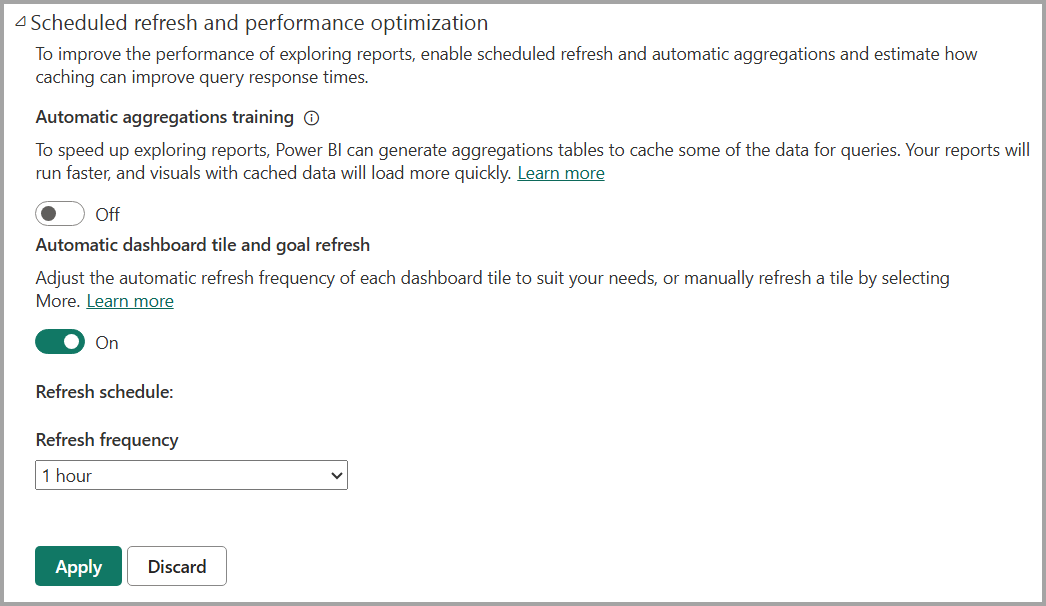 Scheduled refresh and performance optimization
To improve the performance of exploring reports, enable scheduled refresh and automatic aggregations and estimate how
caching can improve query response times.
Automatic aggregations training
To speed up exploring reports, Power BI can generate aggregations tables to cache some of the data for queries. Your reports will
run faster, and visuals with cached data will load more quickly. Learn more
Off
Automatic dashboard tile and goal refresh
Adjust the automatic refresh frequency of each dashboard tile to suit your needs, or manually refresh a tile by selecting
More. Learn more
On
Refresh schedule:
Refresh frequency
1 hour
Apply Discard